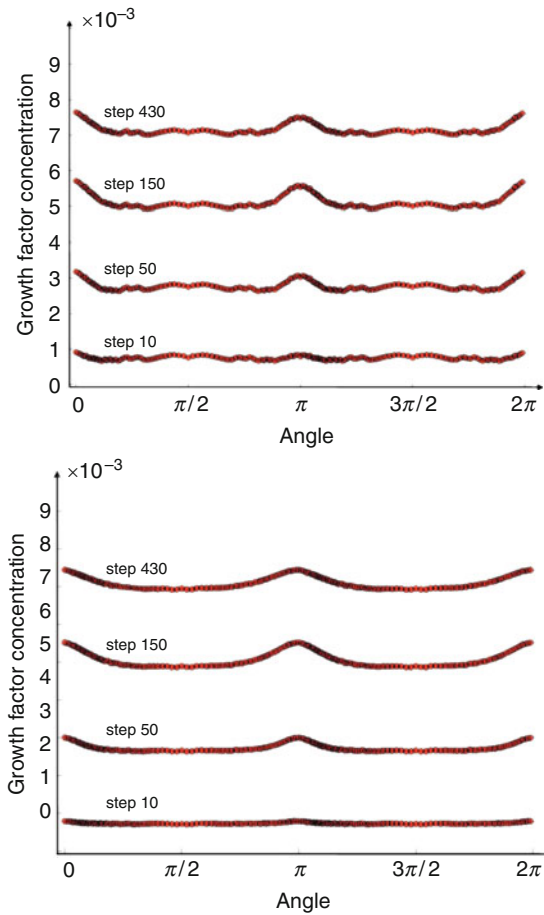 ×10⁻³
9
8
7
6
5
4
3
2
1
0
Growth factor concentration
step 430
step 150
step 50
step 10
0
π/2
π
3π/2
2π
Angle
×10⁻³
9
8
7
6
5
4
3
2
1
0
Growth factor concentration
step 430
step 150
step 50
step 10
0
π/2
π
3π/2
2π
Angle